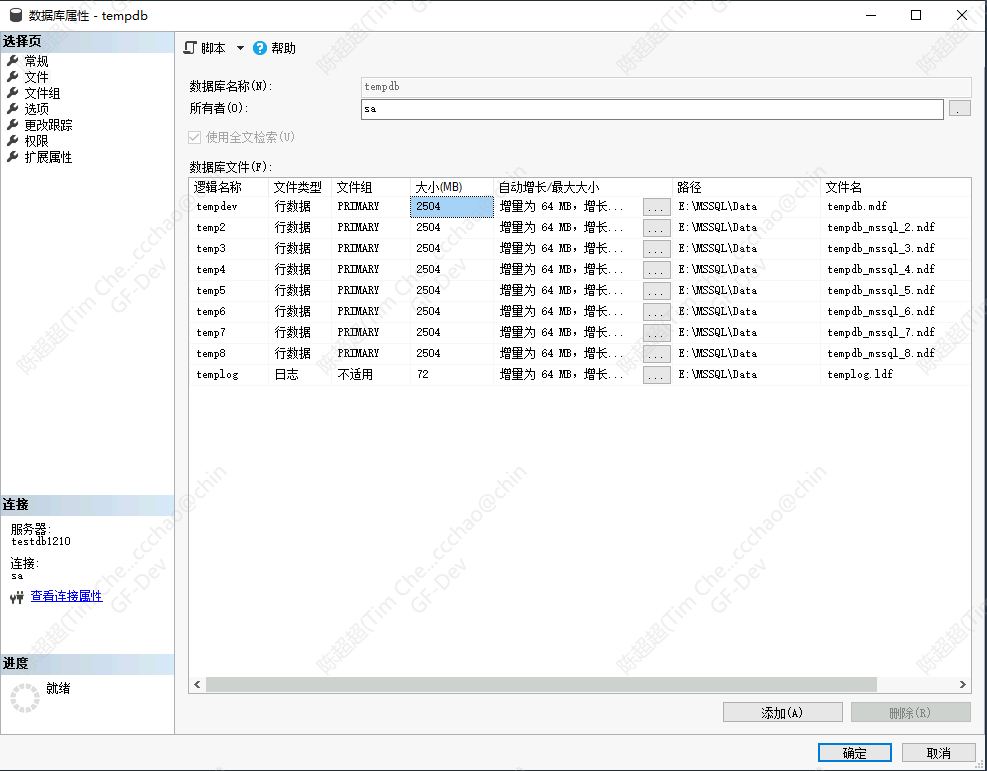 数据库属性 - tempdb
选择页
常规
文件
文件组
选项
更改跟踪
权限
扩展属性
脚本 帮助
数据库名称(N): tempdb
所有者(O): sa
使用全文检索(U)
数据库文件(F):
逻辑名称 文件类型 文件组 大小(MB) 自动增长/最大大小 路径 文件名
tempdev 行数据 PRIMARY 2504 增量为 64 MB，增长... ... E:\MSSQL\Data tempdb.mdf
temp2 行数据 PRIMARY 2504 增量为 64 MB，增长... ... E:\MSSQL\Data tempdb_mssql_2.ndf
temp3 行数据 PRIMARY 2504 增量为 64 MB，增长... ... E:\MSSQL\Data tempdb_mssql_3.ndf
temp4 行数据 PRIMARY 2504 增量为 64 MB，增长... ... E:\MSSQL\Data tempdb_mssql_4.ndf
temp5 行数据 PRIMARY 2504 增量为 64 MB，增长... ... E:\MSSQL\Data tempdb_mssql_5.ndf
temp6 行数据 PRIMARY 2504 增量为 64 MB，增长... ... E:\MSSQL\Data tempdb_mssql_6.ndf
temp7 行数据 PRIMARY 2504 增量为 64 MB，增长... ... E:\MSSQL\Data tempdb_mssql_7.ndf
temp8 行数据 PRIMARY 2504 增量为 64 MB，增长... ... E:\MSSQL\Data tempdb_mssql_8.ndf
templog 日志 不适用 72 增量为 64 MB，增长... ... E:\MSSQL\Data templog.ldf
连接
服务器:
testdb1210
连接:
sa
查看连接属性
进度
就绪
添加(A) 删除(R)
确定 取消
陈超超(Tim Che...ccchao@chin
GF-Dev